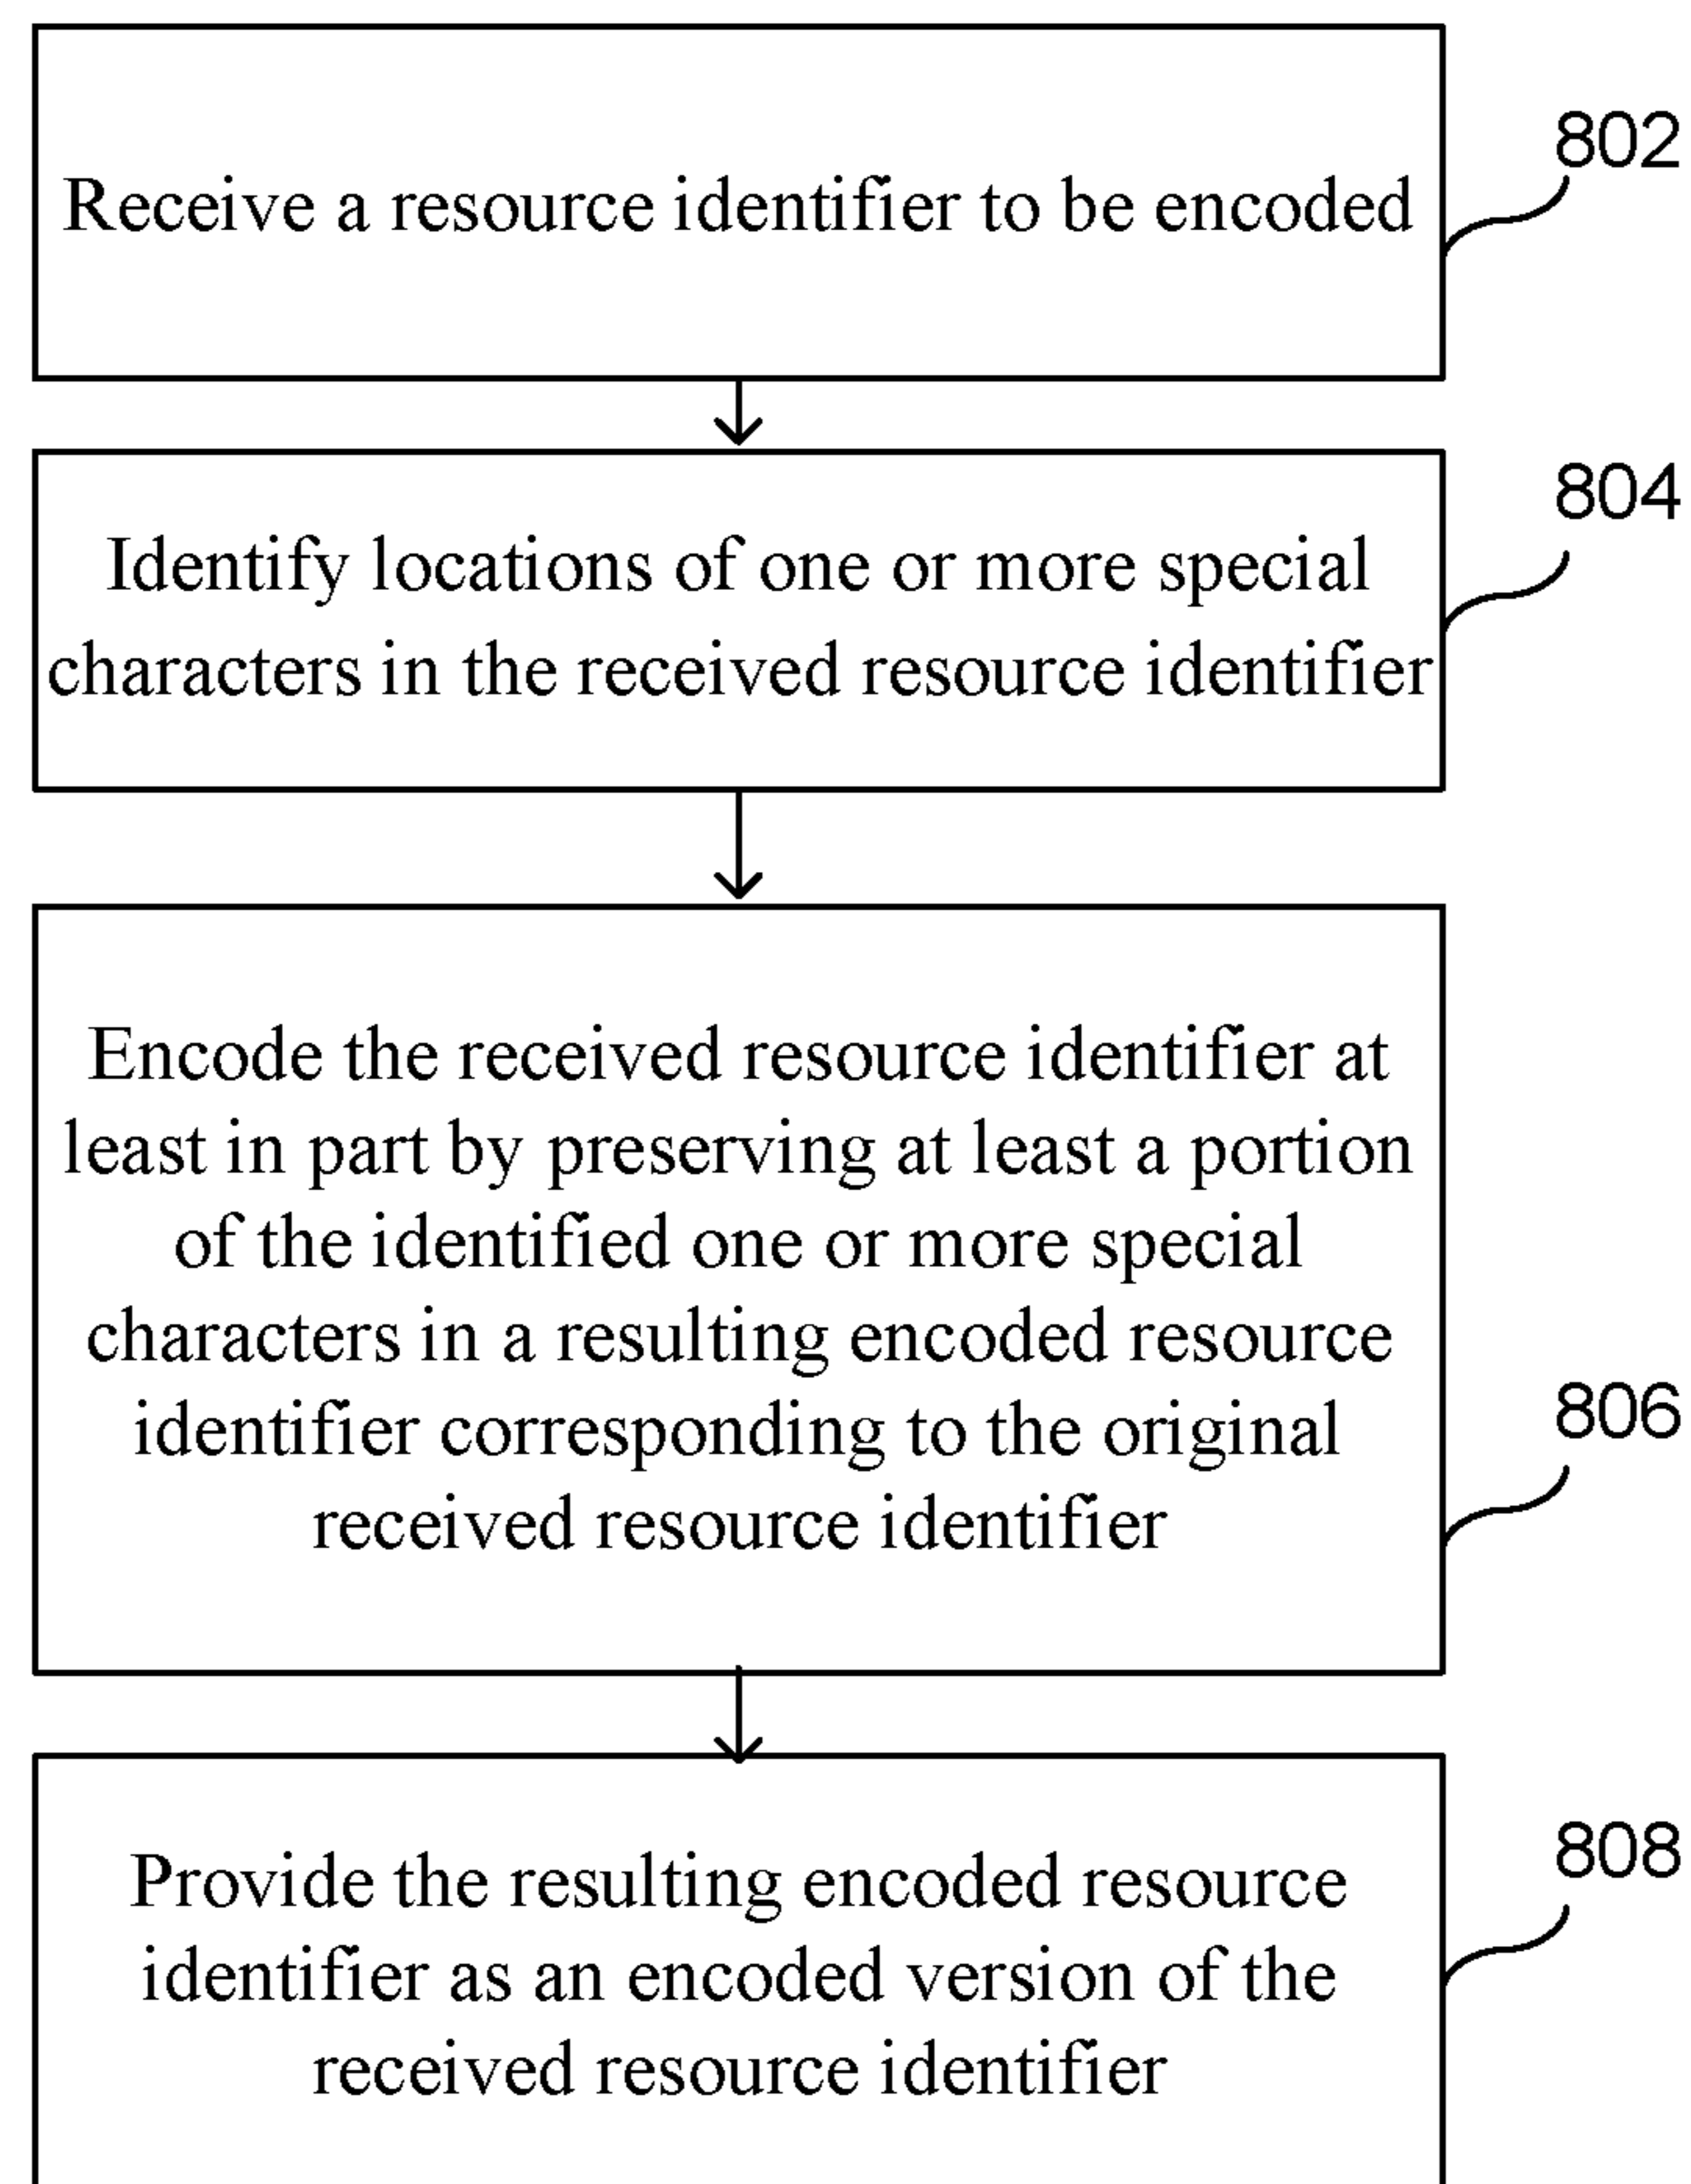 Receive a resource identifier to be encoded
802
Identify locations of one or more special
characters in the received resource identifier
804
Encode the received resource identifier at
least in part by preserving at least a portion
of the identified one or more special
characters in a resulting encoded resource
identifier corresponding to the original
received resource identifier
806
Provide the resulting encoded resource
identifier as an encoded version of the
received resource identifier
808